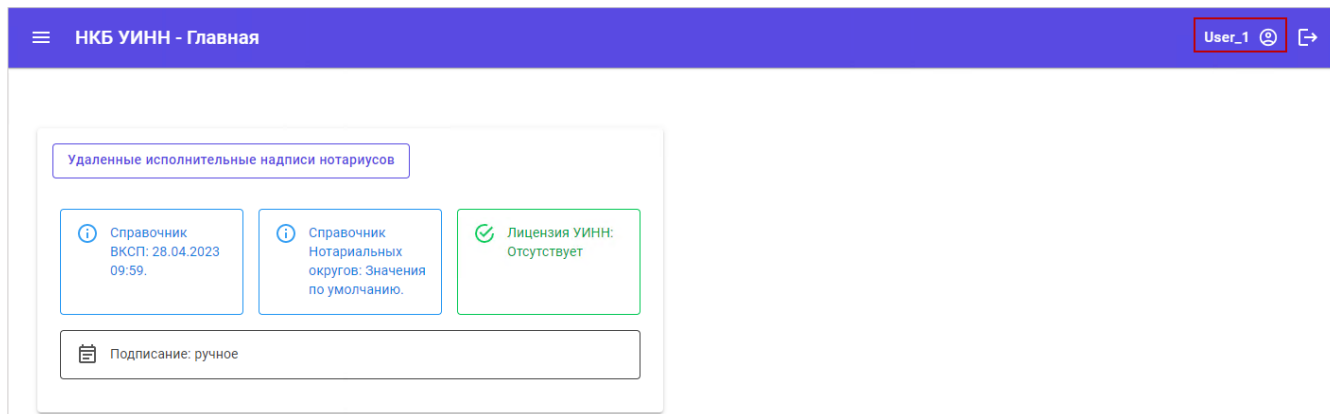 НКБ УИНН - Главная
User_1
Удаленные исполнительные надписи нотариусов
Справочник
ВКСП: 28.04.2023
09:59.
Справочник
Нотариальных
округов: Значения
по умолчанию.
Лицензия УИНН:
Отсутствует
Подписание: ручное